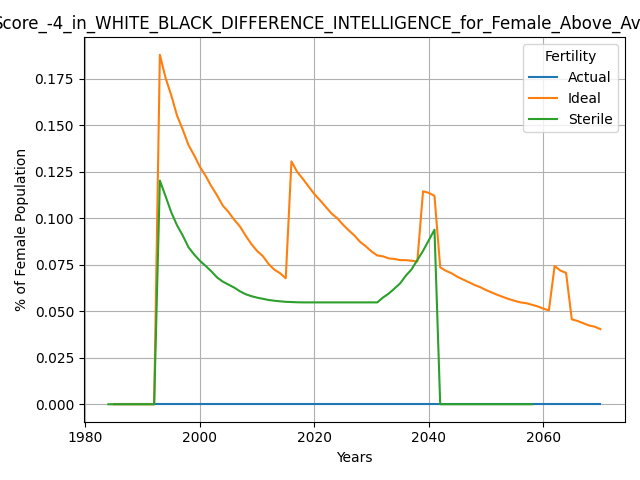 Score_-4_in_WHITE_BLACK_DIFFERENCE_INTELLIGENCE_for_Female_Above_Av
Fertility
Actual
Ideal
Sterile
% of Female Population
0.175
0.150
0.125
0.100
0.075
0.050
0.025
0.000
1980 2000 2020 2040 2060
Years